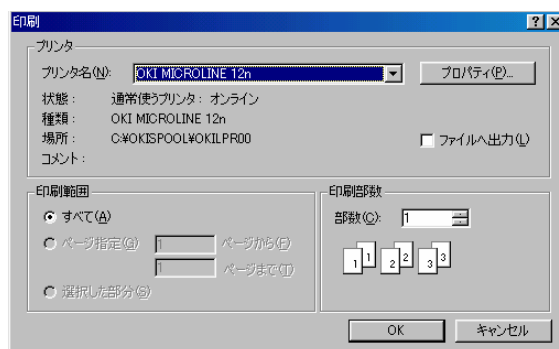 印刷
プリンタ
プリンタ名(N): OKI MICROLINE 12n プロパティ(P)...
状態： 通常使うプリンタ： オンライン
種類： OKI MICROLINE 12n
場所： C:¥OKISPOOL¥OKILPR00
ファイルへ出力(L)
コメント：
印刷範囲
すべて(A)
ページ指定(G) 1 ページから(F)
1 ページまで(T)
選択した部分(S)
印刷部数
部数(C): 1
1 1 2 2 3 3
OK キャンセル